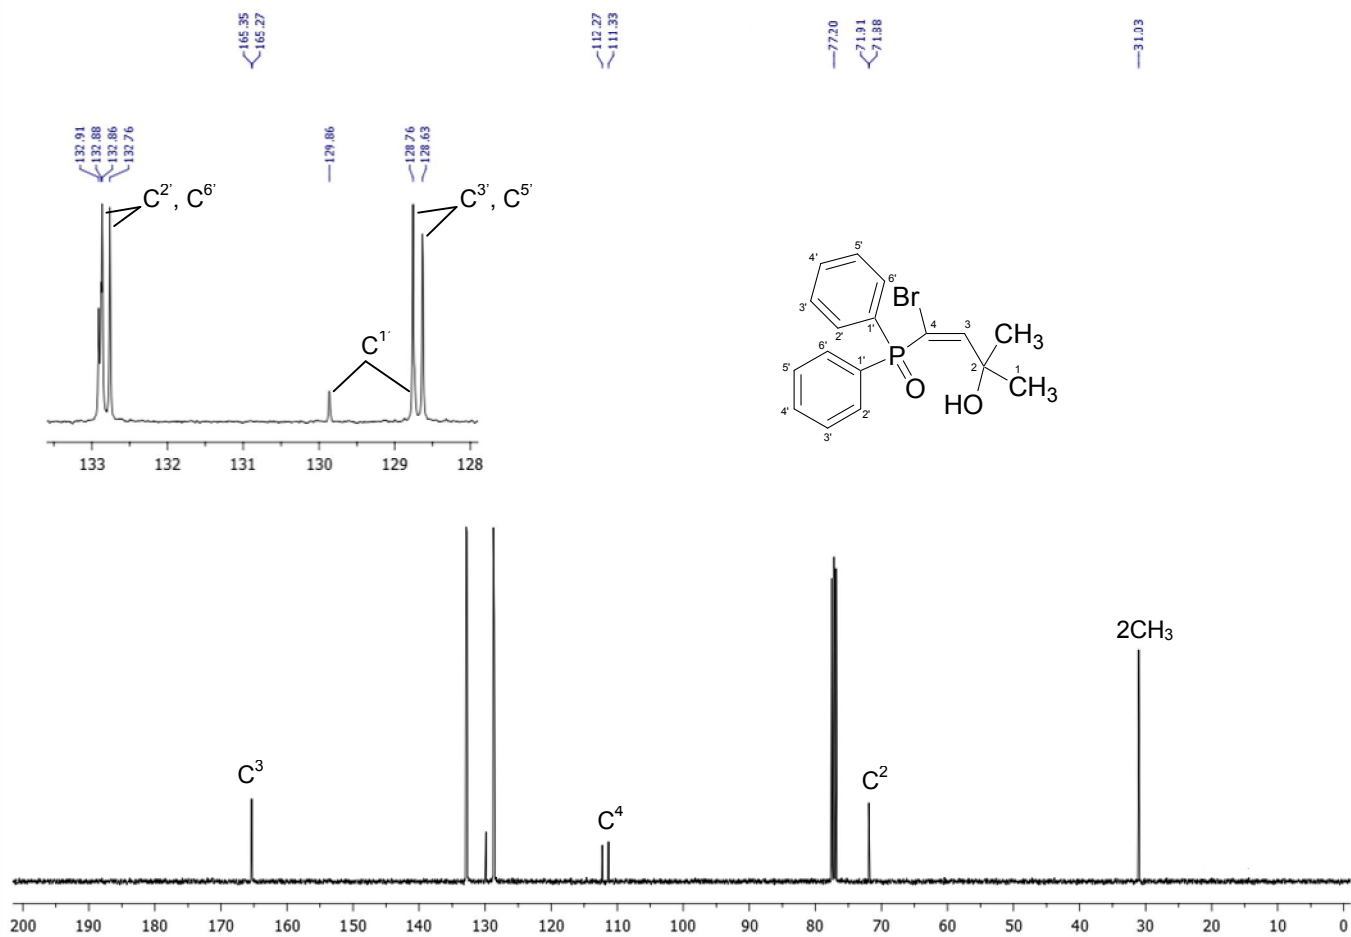 165.35
165.27
112.27
111.33
77.20
71.91
71.88
31.03
132.91
132.88
132.86
132.76
129.86
128.76
128.63
C2', C6'
C3', C5'
C1'
133 132 131 130 129 128
5'
4'
6'
Br
3'
1'
4
3
2'
CH3
6'
P
5'
1'
2
1
O
CH3
4'
2'
HO
3'
2CH3
C3
C2
C4
200 190 180 170 160 150 140 130 120 110 100 90 80 70 60 50 40 30 20 10 0